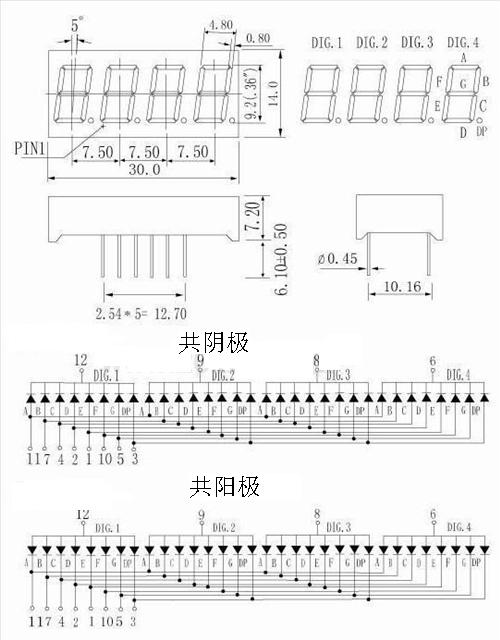 5°
4.80
0.80
DIG.1 DIG.2 DIG.3 DIG.4
A
F G B
E C
D DP
9.2(.36")
14.0
PIN1
7.50 7.50 7.50
30.0
7.20
6.10±0.50
2.54*5= 12.70
Ø0.45
10.16
共阴极
12 9 8 6
DIG.1 DIG.2 DIG.3 DIG.4
A B C D E F G DP A B C D E F G DP A B C D E F G DP A B C D E F G DP
11 7 4 2 1 10 5 3
共阳极
12 9 8 6
DIG.1 DIG.2 DIG.3 DIG.4
A B C D E F G DP A B C D E F G DP A B C D E F G DP A B C D E F G DP
11 7 4 2 1 10 5 3